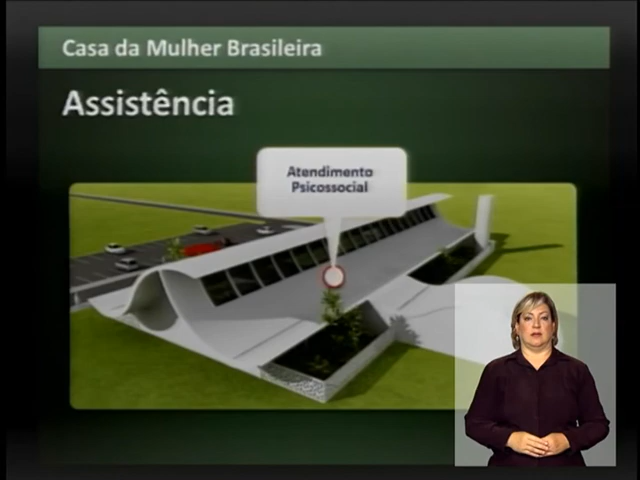 Casa da Mulher Brasileira
Assistência
Atendimento
Psicossocial